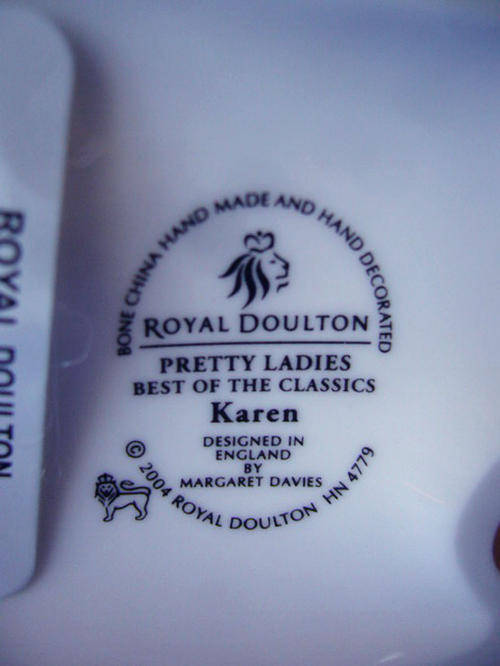 BONE CHINA HAND MADE AND HAND DECORATED
ROYAL DOULTON
PRETTY LADIES
BEST OF THE CLASSICS
Karen
DESIGNED IN
ENGLAND
BY
MARGARET DAVIES
© 2004 ROYAL DOULTON HN 4779
ROYAL DOULTON